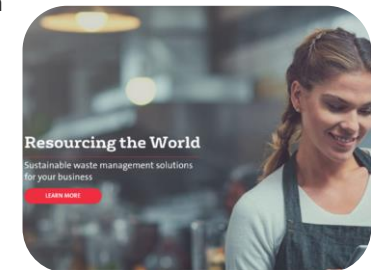 Resourcing the World
Sustainable waste management solutions
for your business
LEARN MORE